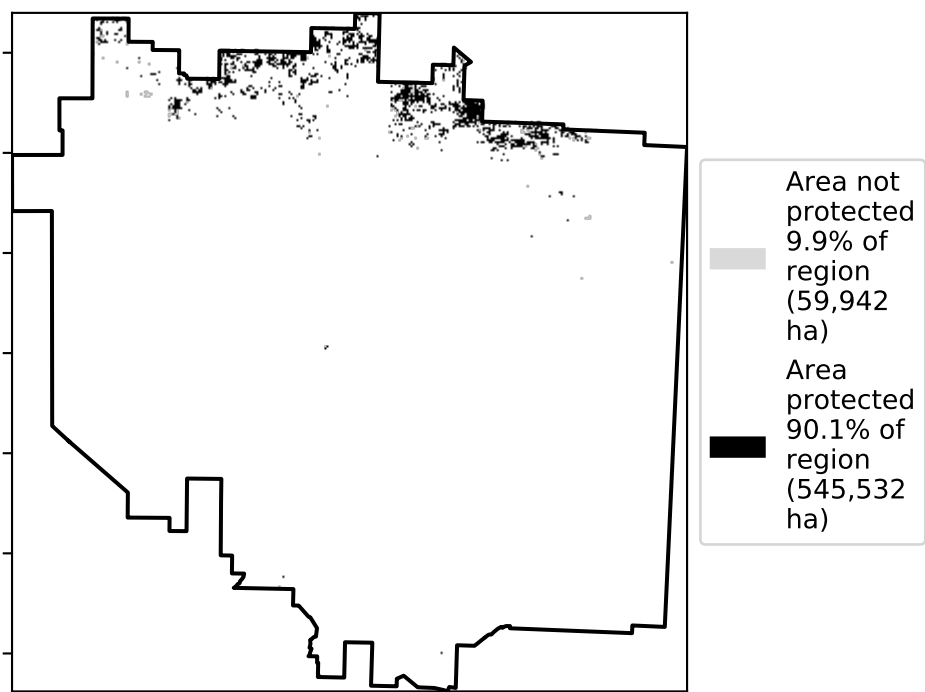 Area not
protected
9.9% of
region
(59,942
ha)
Area
protected
90.1% of
region
(545,532
ha)